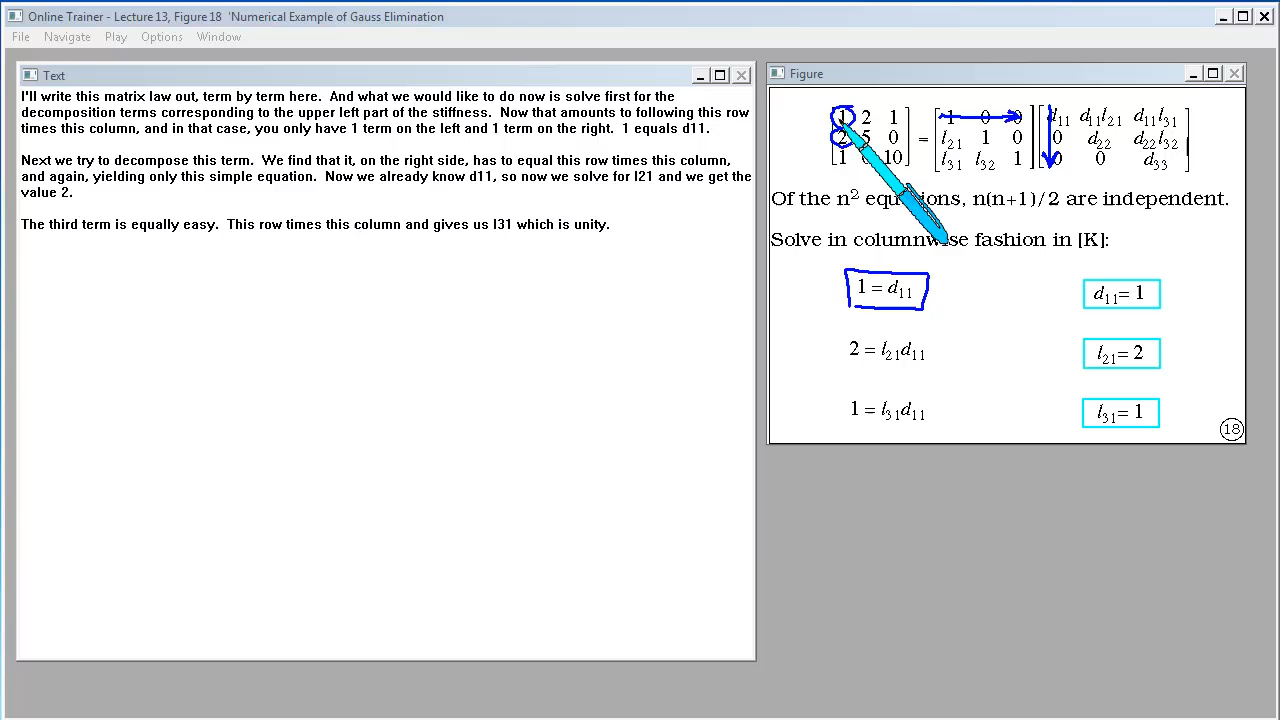 Online Trainer - Lecture 13, Figure 18 'Numerical Example of Gauss Elimination
File Navigate Play Options Window
Text
I'll write this matrix law out, term by term here. And what we would like to do now is solve first for the
decomposition terms corresponding to the upper left part of the stiffness. Now that amounts to following this row
times this column, and in that case, you only have 1 term on the left and 1 term on the right. 1 equals d11.
Next we try to decompose this term. We find that it, on the right side, has to equal this row times this column,
and again, yielding only this simple equation. Now we already know d11, so now we solve for l21 and we get the
value 2.
The third term is equally easy. This row times this column and gives us l31 which is unity.
Figure
1 2 1 1 0 0 d11 d11l21 d11l31
2 5 0 = l21 1 0 0 d22 d22l32
1 0 10 l31 l32 1 0 0 d33
Of the n² equations, n(n+1)/2 are independent.
Solve in columnwise fashion in [K]:
1 = d11 d11= 1
2 = l21d11 l21= 2
1 = l31d11 l31= 1
18